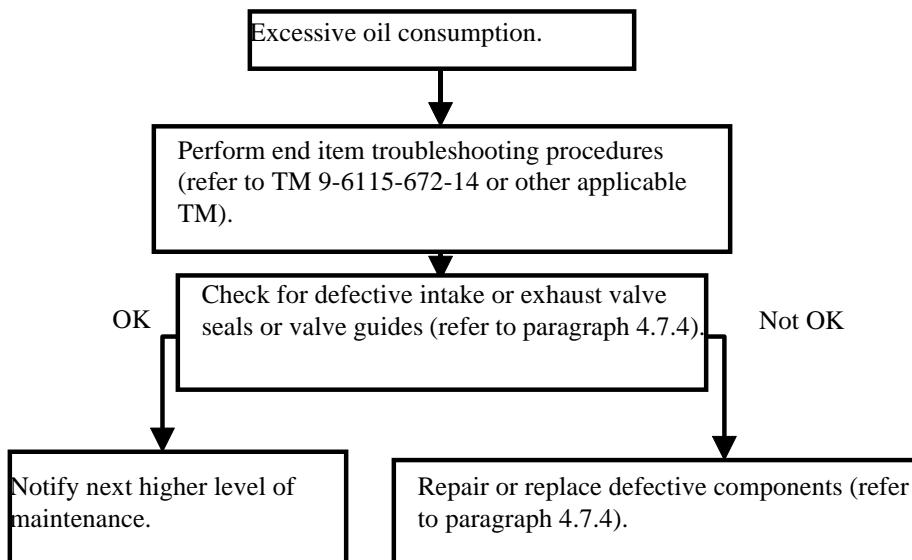 Excessive oil consumption.
Perform end item troubleshooting procedures
(refer to TM 9-6115-672-14 or other applicable
TM).
Check for defective intake or exhaust valve
seals or valve guides (refer to paragraph 4.7.4).
OK
Not OK
Notify next higher level of
maintenance.
Repair or replace defective components (refer
to paragraph 4.7.4).